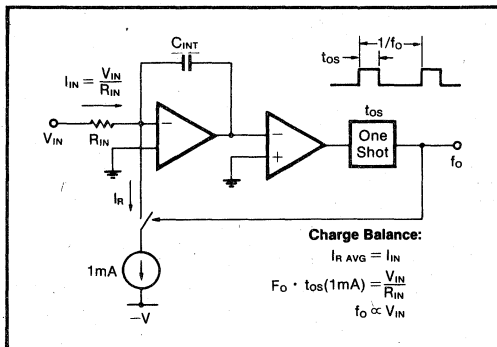 C_INT
1/f_O
t_OS
I_IN = V_IN / R_IN
V_IN
R_IN
−
−
+
t_OS
One
Shot
f_O
I_R
1mA
−V
Charge Balance:
I_R AVG = I_IN
F_O · t_OS(1mA) = V_IN / R_IN
f_O ∝ V_IN